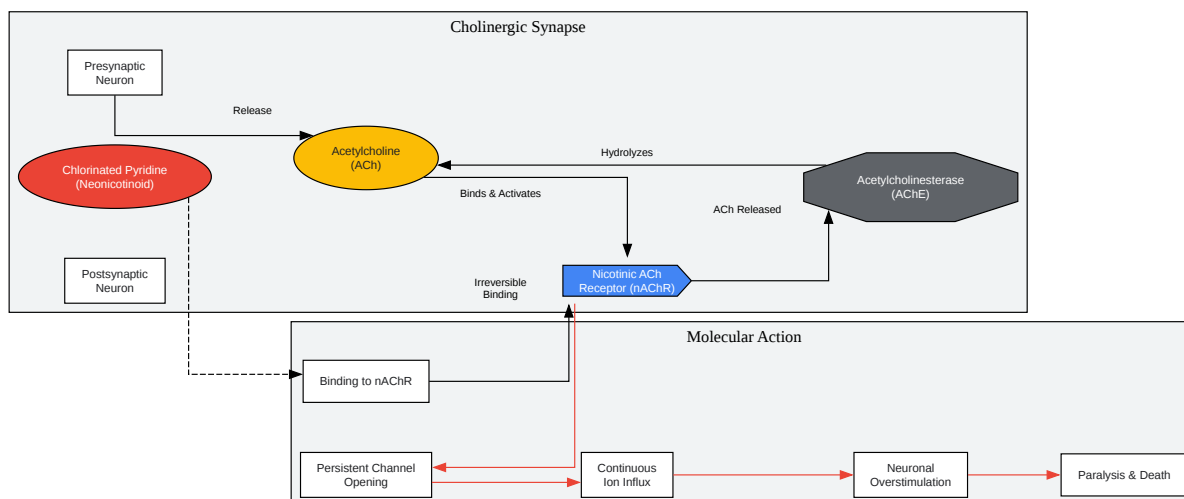 Cholinergic Synapse
Presynaptic
Neuron
Release
Acetylcholine
(ACh)
Chlorinated Pyridine
(Neonicotinoid)
Hydrolyzes
Acetylcholinesterase
(AChE)
Binds & Activates
ACh Released
Postsynaptic
Neuron
Irreversible
Binding
Nicotinic ACh
Receptor (nAChR)
Molecular Action
Binding to nAChR
Persistent Channel
Opening
Continuous
Ion Influx
Neuronal
Overstimulation
Paralysis & Death